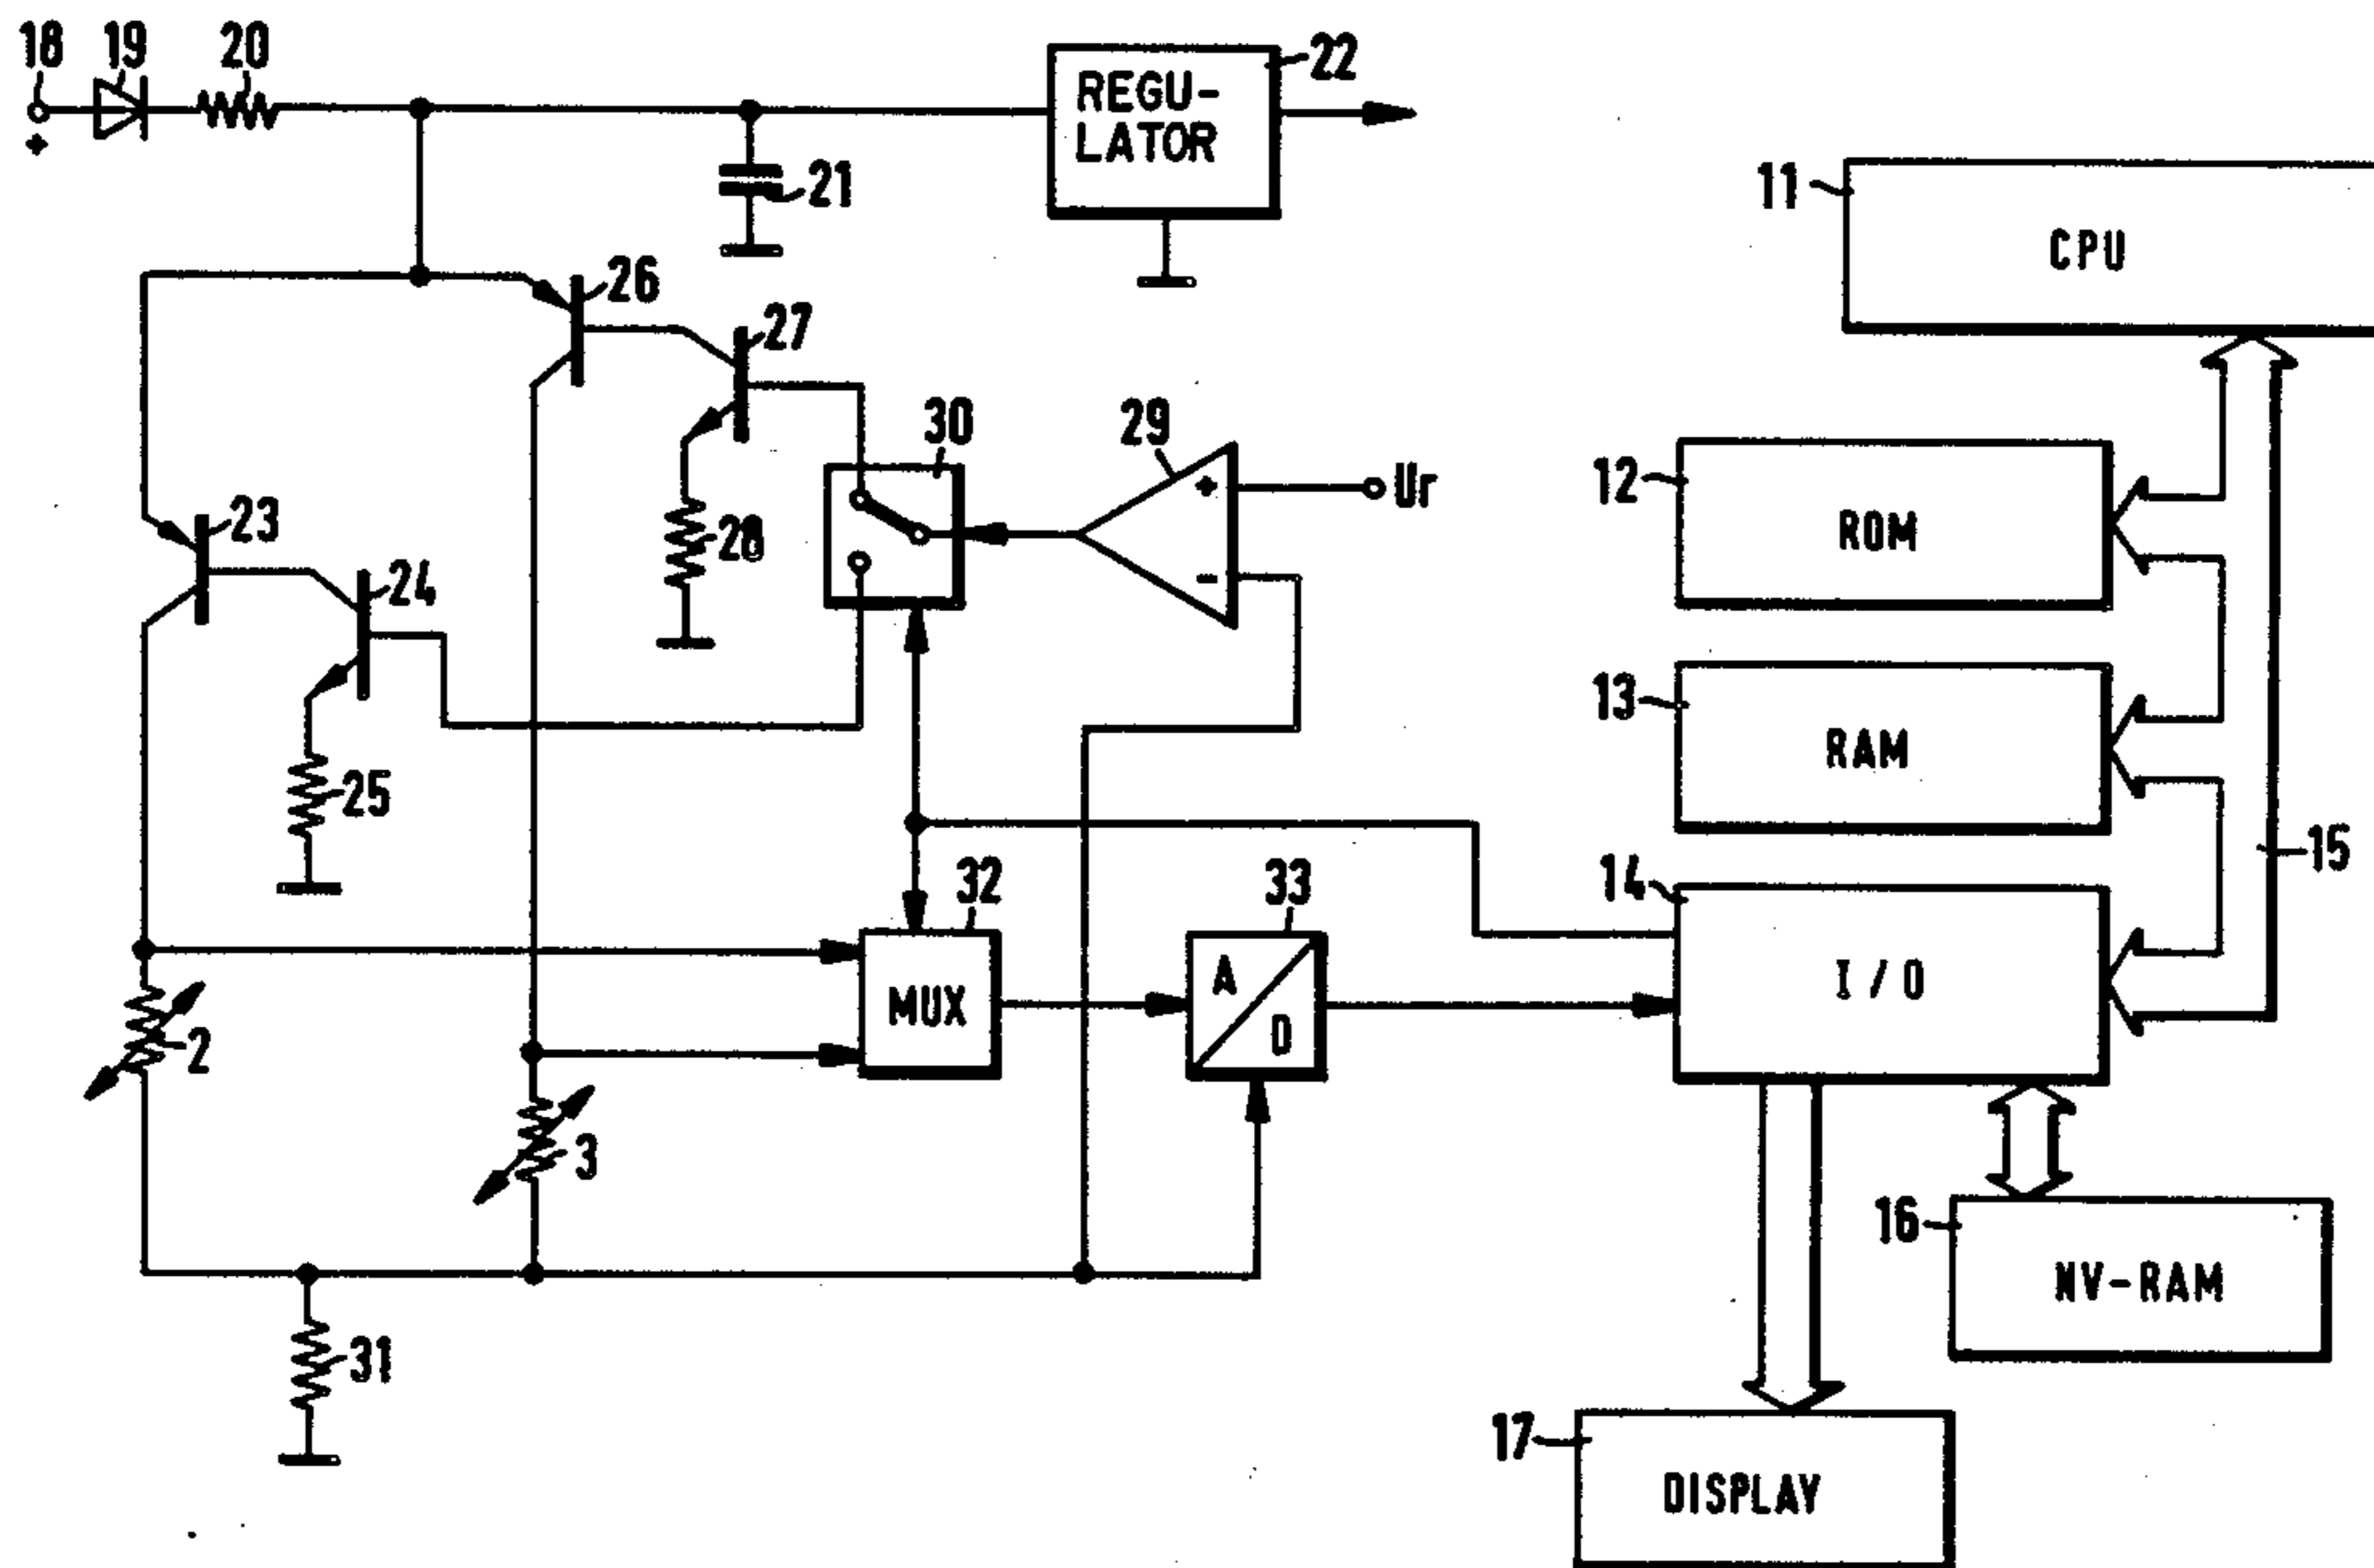 18
19
20
+
21
REGU-
LATOR
22
11
CPU
26
27
30
29
+
-
Ur
12
ROM
23
24
28
13
RAM
25
15
32
33
14
MUX
A
D
I / O
2
3
16
NV-RAM
31
17
DISPLAY